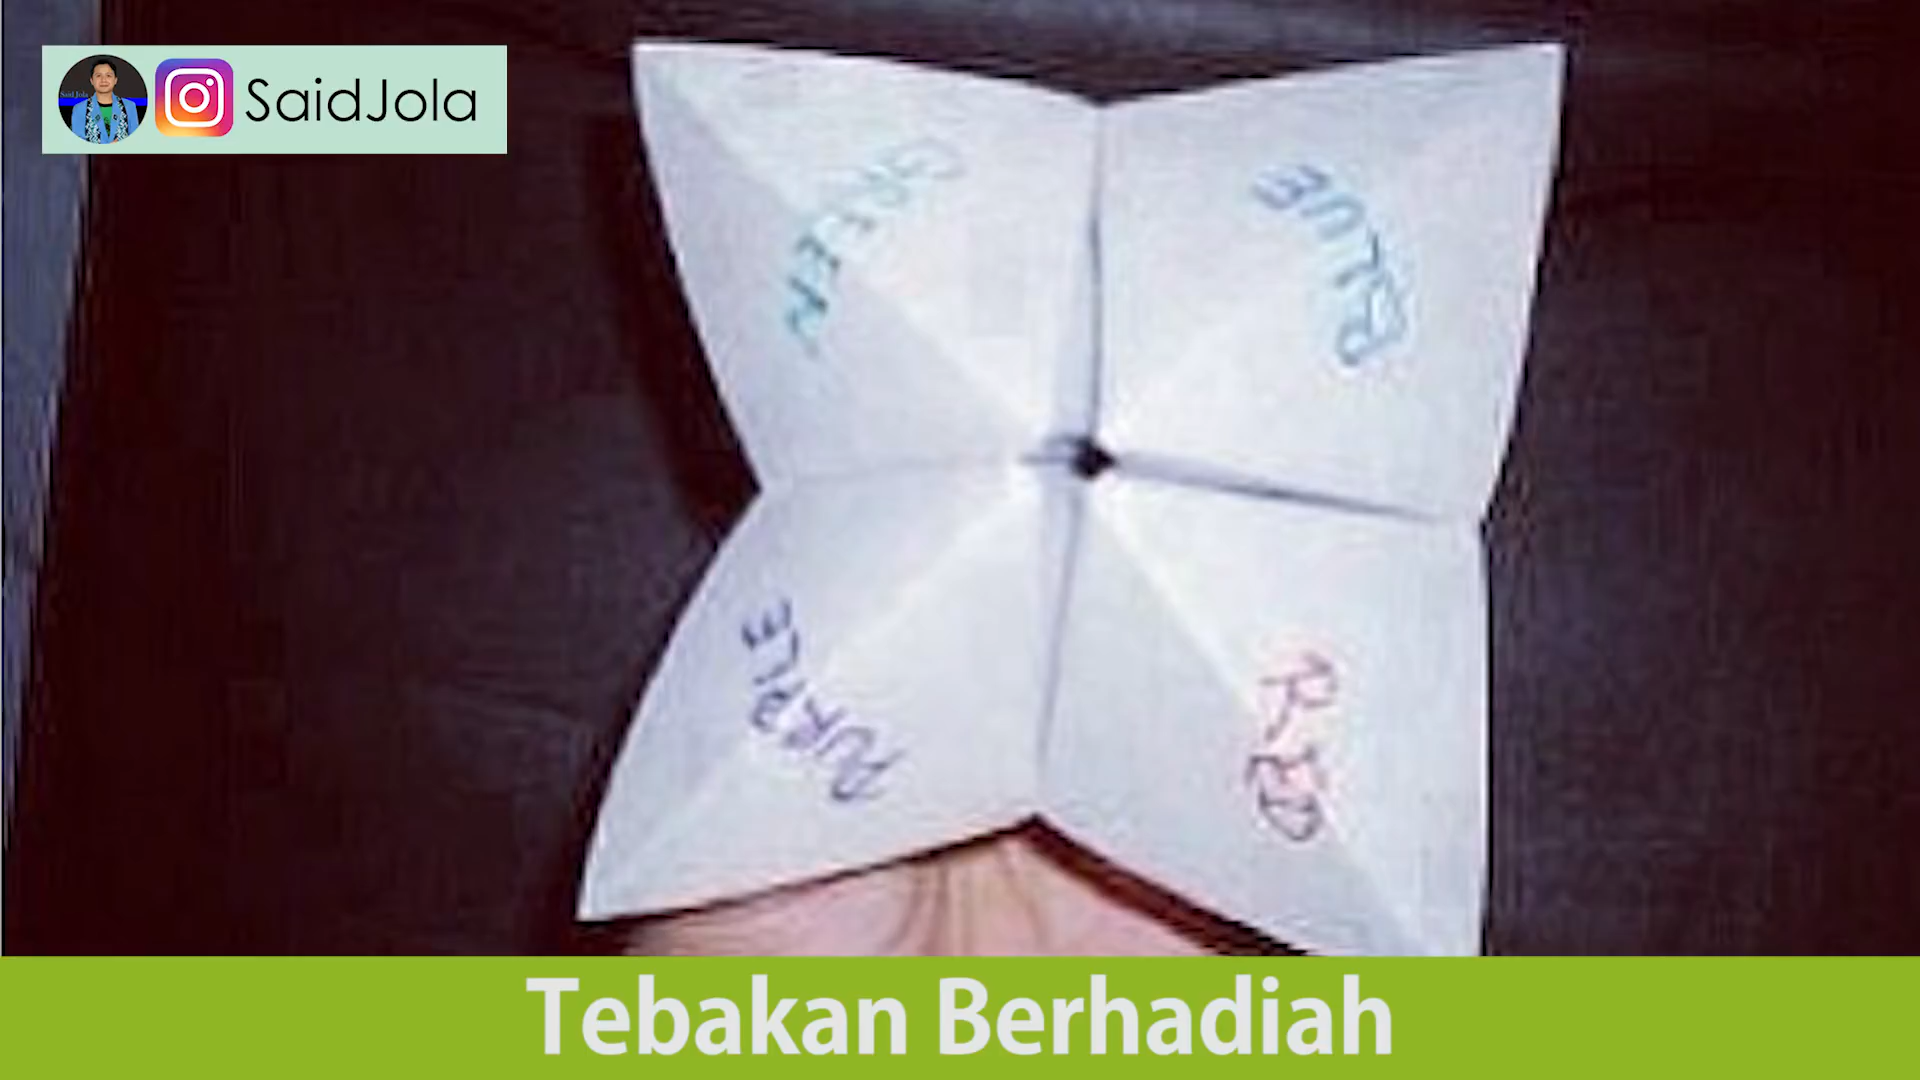 SaidJola
GREEN
BLUE
PURPLE
RED
Tebakan Berhadiah